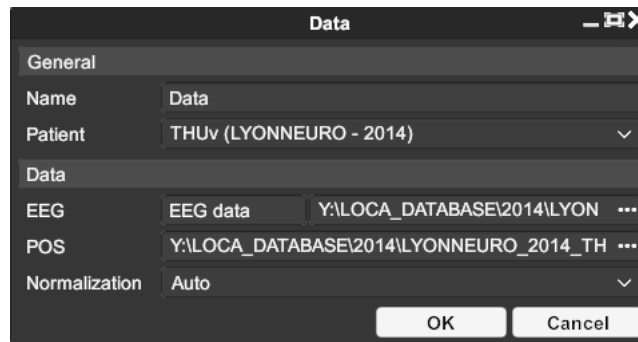 Data
General
Name Data
Patient THUv (LYONNEURO - 2014)
Data
EEG EEG data Y:\LOCA_DATABASE\2014\LYON ...
POS Y:\LOCA_DATABASE\2014\LYONNEURO_2014_TH ...
Normalization Auto
OK Cancel